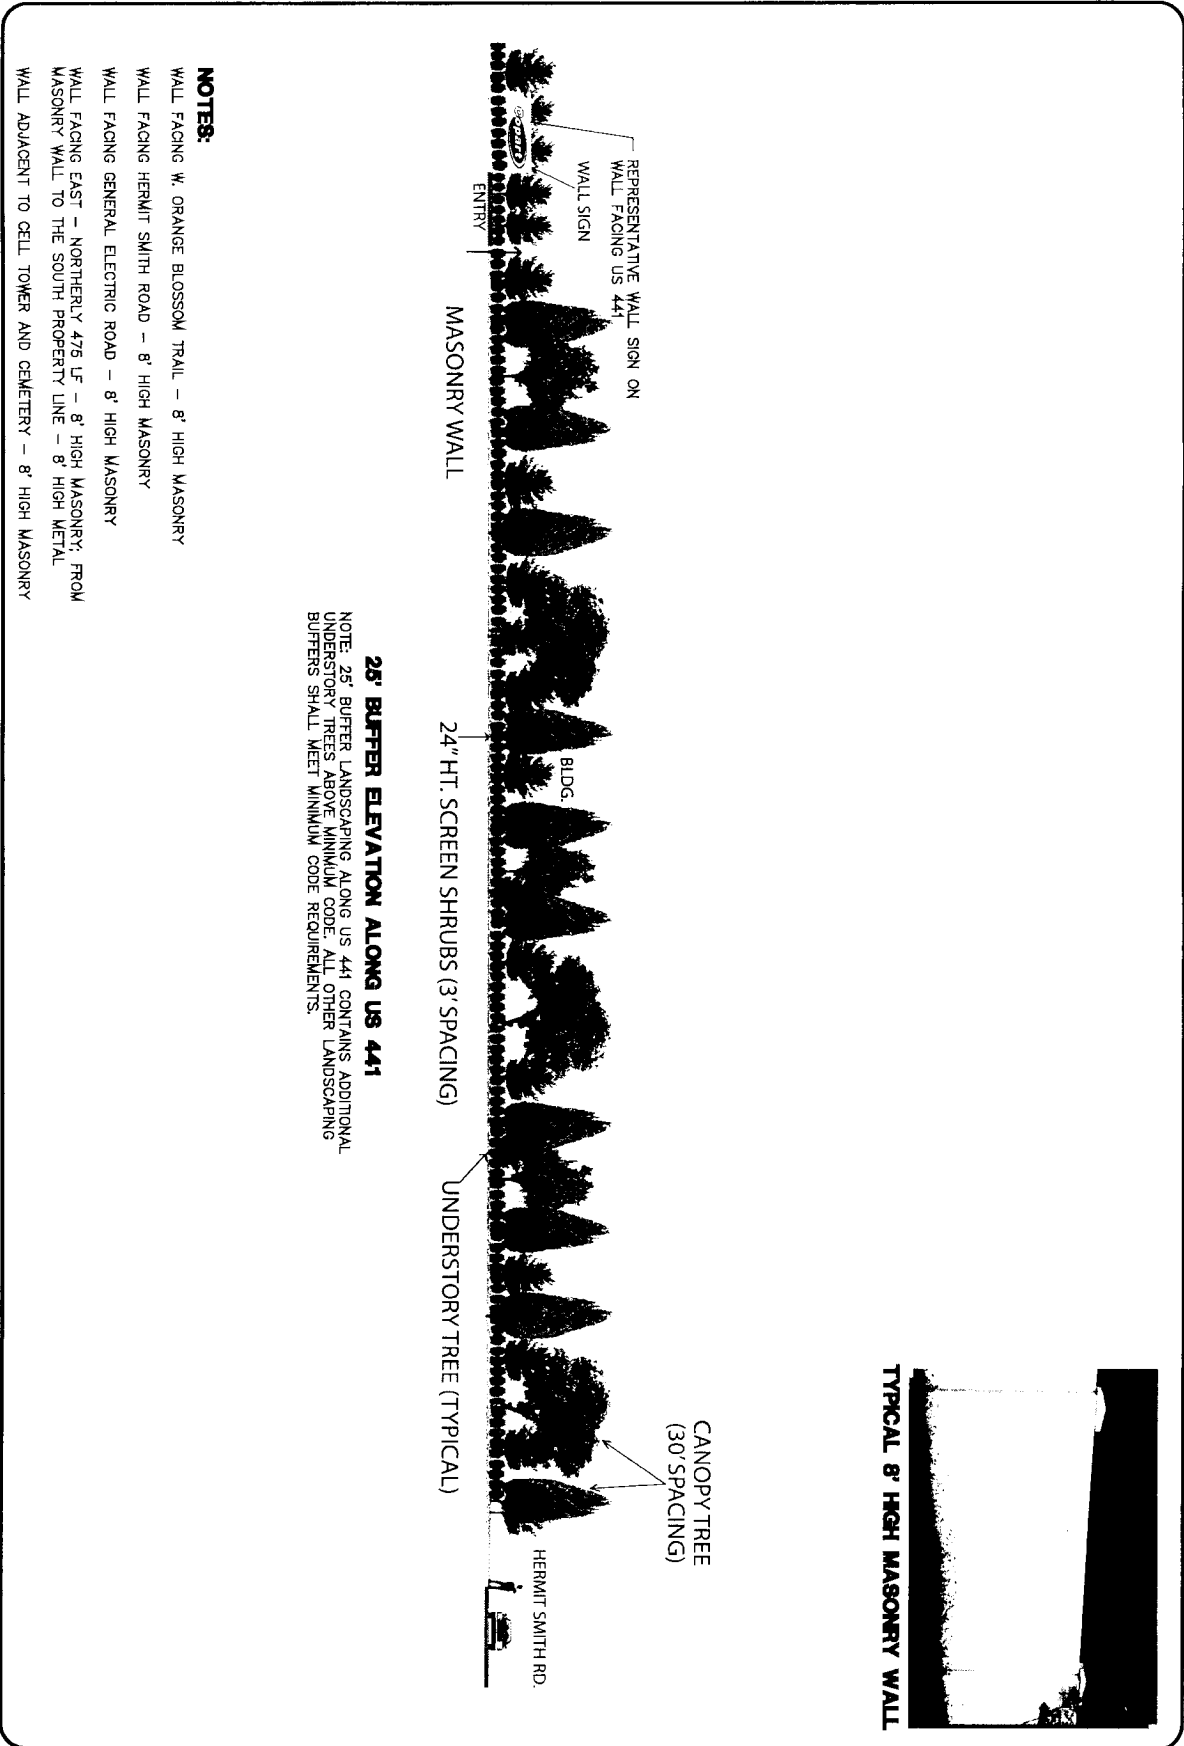 TYPICAL 8' HIGH MASONRY WALL
REPRESENTATIVE WALL SIGN ON
WALL FACING US 441
WALL SIGN
Copart
ENTRY
MASONRY WALL
BLDG.
24" HT. SCREEN SHRUBS (3' SPACING)
UNDERSTORY TREE (TYPICAL)
CANOPY TREE
(30' SPACING)
HERMIT SMITH RD.
25' BUFFER ELEVATION ALONG US 441
NOTE: 25' BUFFER LANDSCAPING ALONG US 441 CONTAINS ADDITIONAL
UNDERSTORY TREES ABOVE MINIMUM CODE. ALL OTHER LANDSCAPING
BUFFERS SHALL MEET MINIMUM CODE REQUIREMENTS.
NOTES:
WALL FACING W. ORANGE BLOSSOM TRAIL – 8' HIGH MASONRY
WALL FACING HERMIT SMITH ROAD – 8' HIGH MASONRY
WALL FACING GENERAL ELECTRIC ROAD – 8' HIGH MASONRY
WALL FACING EAST – NORTHERLY 475 LF – 8' HIGH MASONRY; FROM
MASONRY WALL TO THE SOUTH PROPERTY LINE – 8' HIGH METAL
WALL ADJACENT TO CELL TOWER AND CEMETERY – 8' HIGH MASONRY